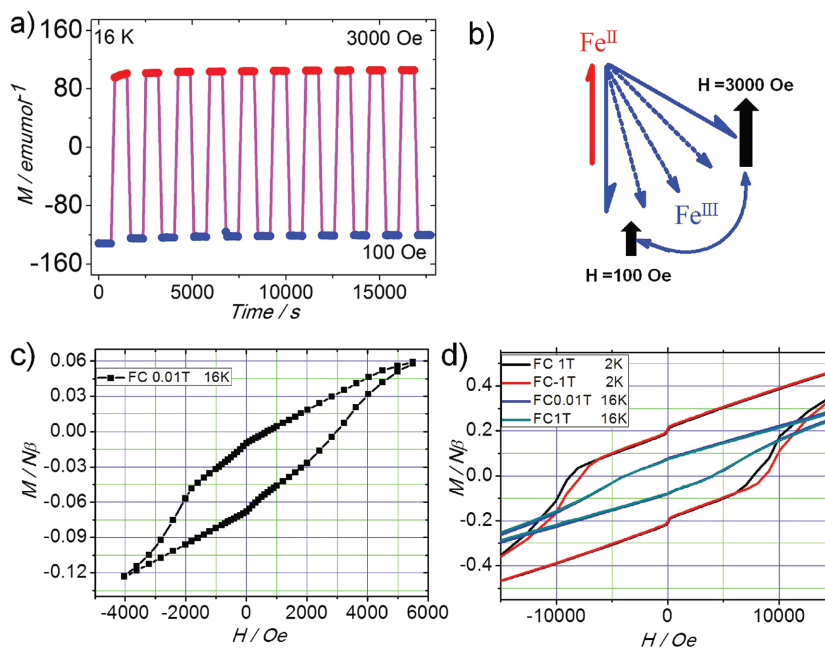 a)
16 K
3000 Oe
160
80
0
-80
-160
M / emumol⁻¹
100 Oe
0
5000
10000
15000
Time / s
b)
Feᴵᴵ
H =3000 Oe
Feᴵᴵᴵ
H =100 Oe
c)
FC 0.01T 16K
0.06
0.03
0.00
-0.03
-0.06
-0.09
-0.12
M / Nβ
-4000
-2000
0
2000
4000
6000
H / Oe
d)
FC 1T 2K
FC-1T 2K
FC0.01T 16K
FC1T 16K
0.4
0.2
0.0
-0.2
-0.4
M / Nβ
-10000
0
10000
H / Oe